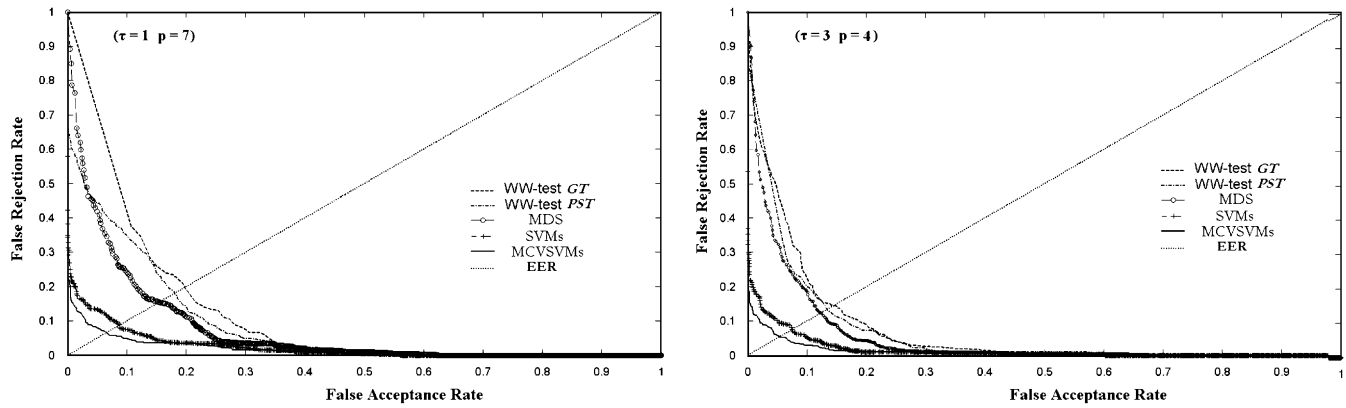 (τ = 1 p = 7)
False Rejection Rate
1
0.9
0.8
0.7
0.6
0.5
0.4
0.3
0.2
0.1
0
WW-test GT
WW-test PST
MDS
SVMs
MCVSVMs
EER
0 0.1 0.2 0.3 0.4 0.5 0.6 0.7 0.8 0.9 1
False Acceptance Rate
(τ = 3 p = 4)
False Rejection Rate
1
0.9
0.8
0.7
0.6
0.5
0.4
0.3
0.2
0.1
0
WW-test GT
WW-test PST
MDS
SVMs
MCVSVMs
EER
0 0.1 0.2 0.3 0.4 0.5 0.6 0.7 0.8 0.9 1
False Acceptance Rate